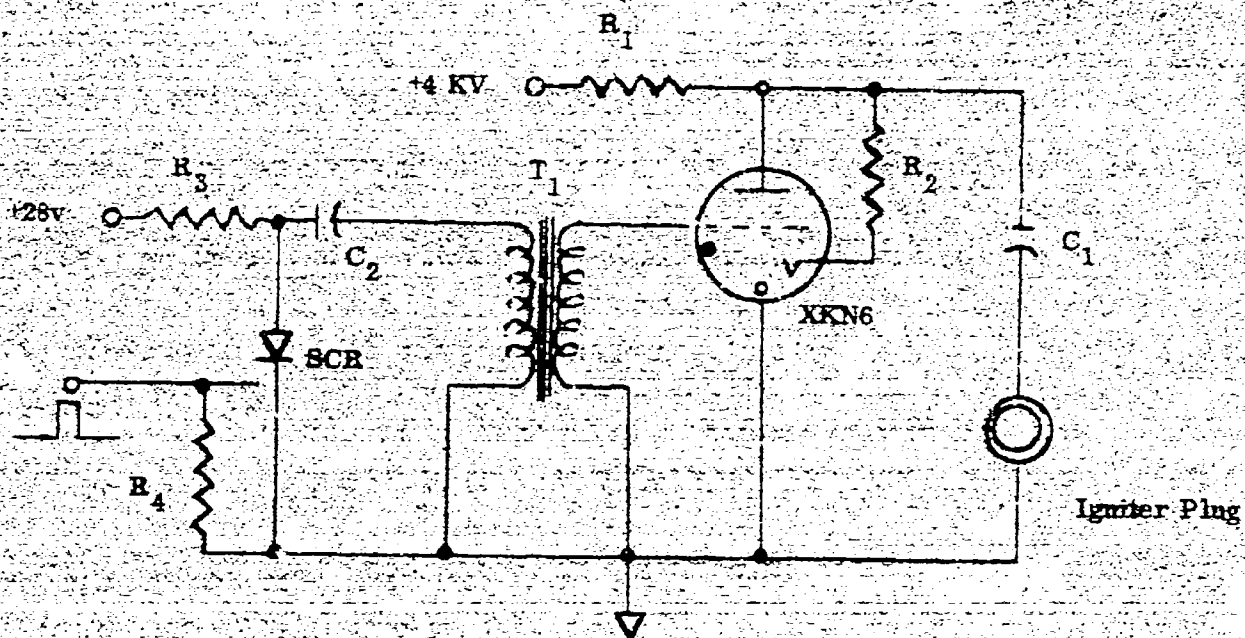 R1
+4 KV
R3
T1
R2
+28v
C2
C1
XKN6
SCR
R4
Igniter Plug